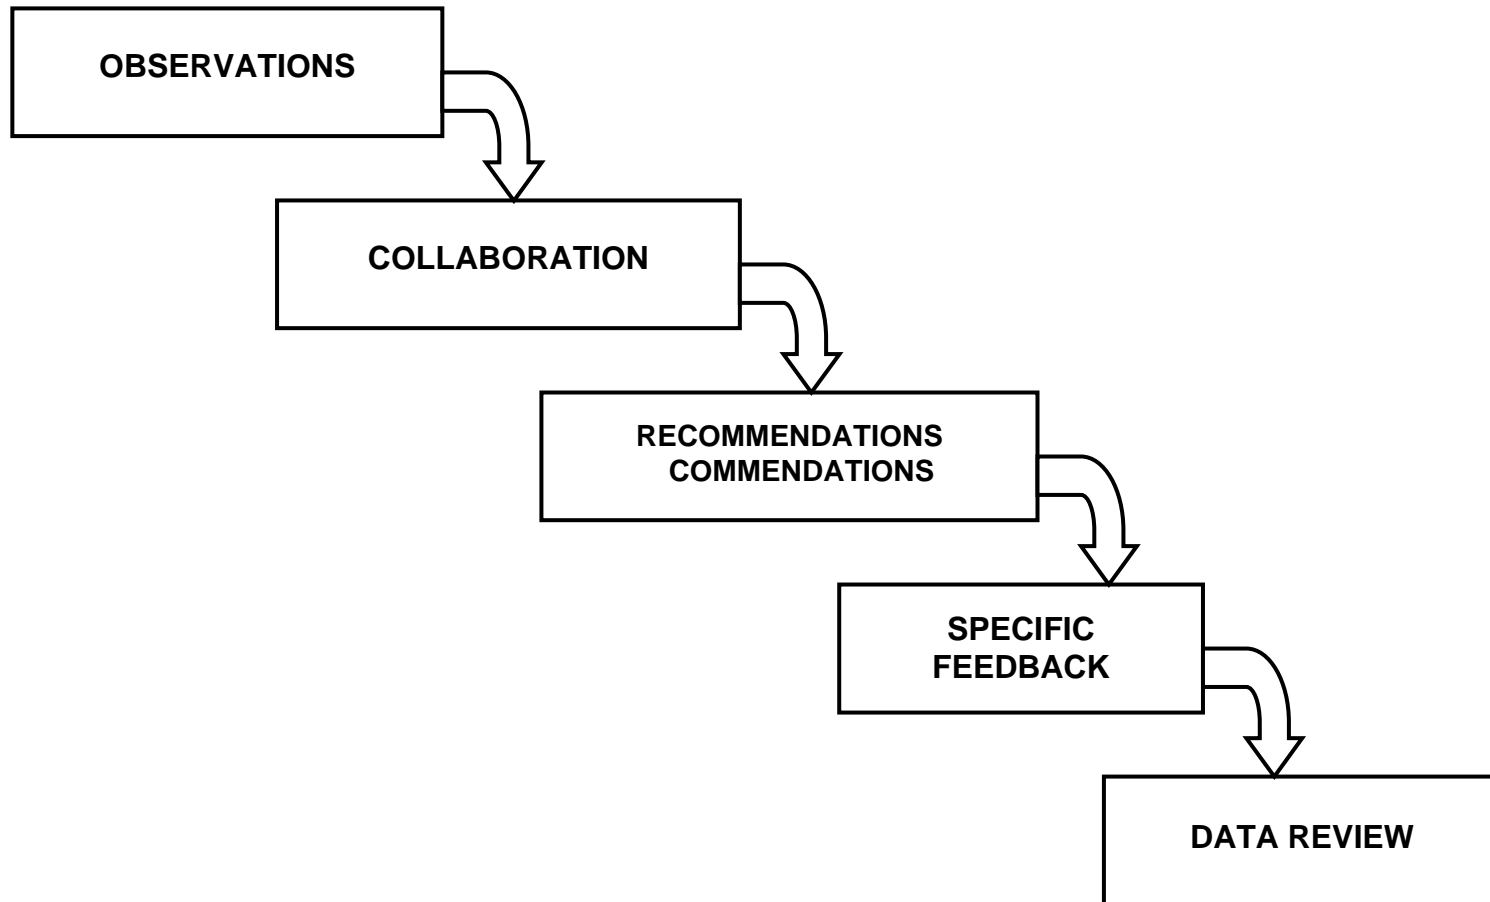 OBSERVATIONS
COLLABORATION
RECOMMENDATIONS
COMMENDATIONS
SPECIFIC
FEEDBACK
DATA REVIEW